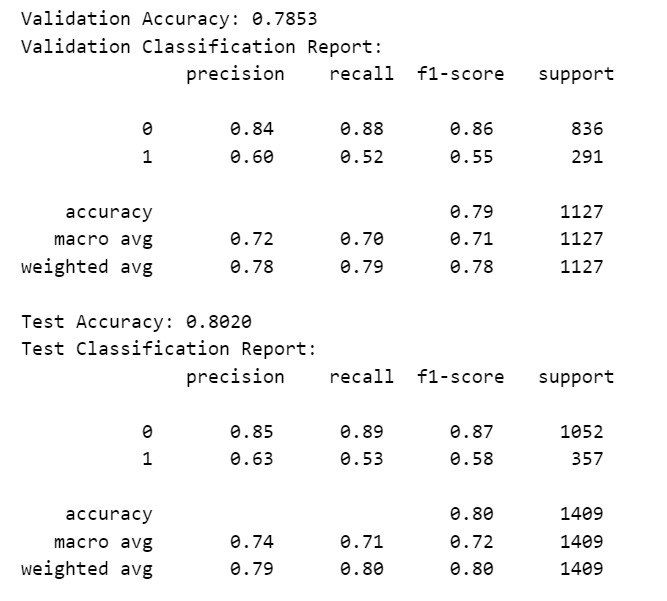 Validation Accuracy: 0.7853
Validation Classification Report:
precision recall f1-score support
0 0.84 0.88 0.86 836
1 0.60 0.52 0.55 291
accuracy 0.79 1127
macro avg 0.72 0.70 0.71 1127
weighted avg 0.78 0.79 0.78 1127
Test Accuracy: 0.8020
Test Classification Report:
precision recall f1-score support
0 0.85 0.89 0.87 1052
1 0.63 0.53 0.58 357
accuracy 0.80 1409
macro avg 0.74 0.71 0.72 1409
weighted avg 0.79 0.80 0.80 1409